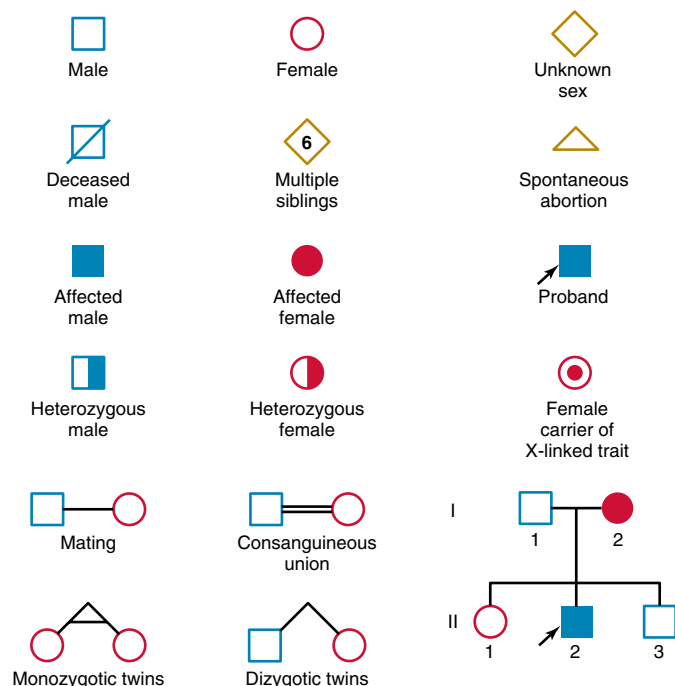 Male
Female
Unknown
sex
Deceased
male
6
Multiple
siblings
Spontaneous
abortion
Affected
male
Affected
female
Proband
Heterozygous
male
Heterozygous
female
Female
carrier of
X-linked trait
Mating
Consanguineous
union
I
1
2
II
1
2
3
Monozygotic twins
Dizygotic twins